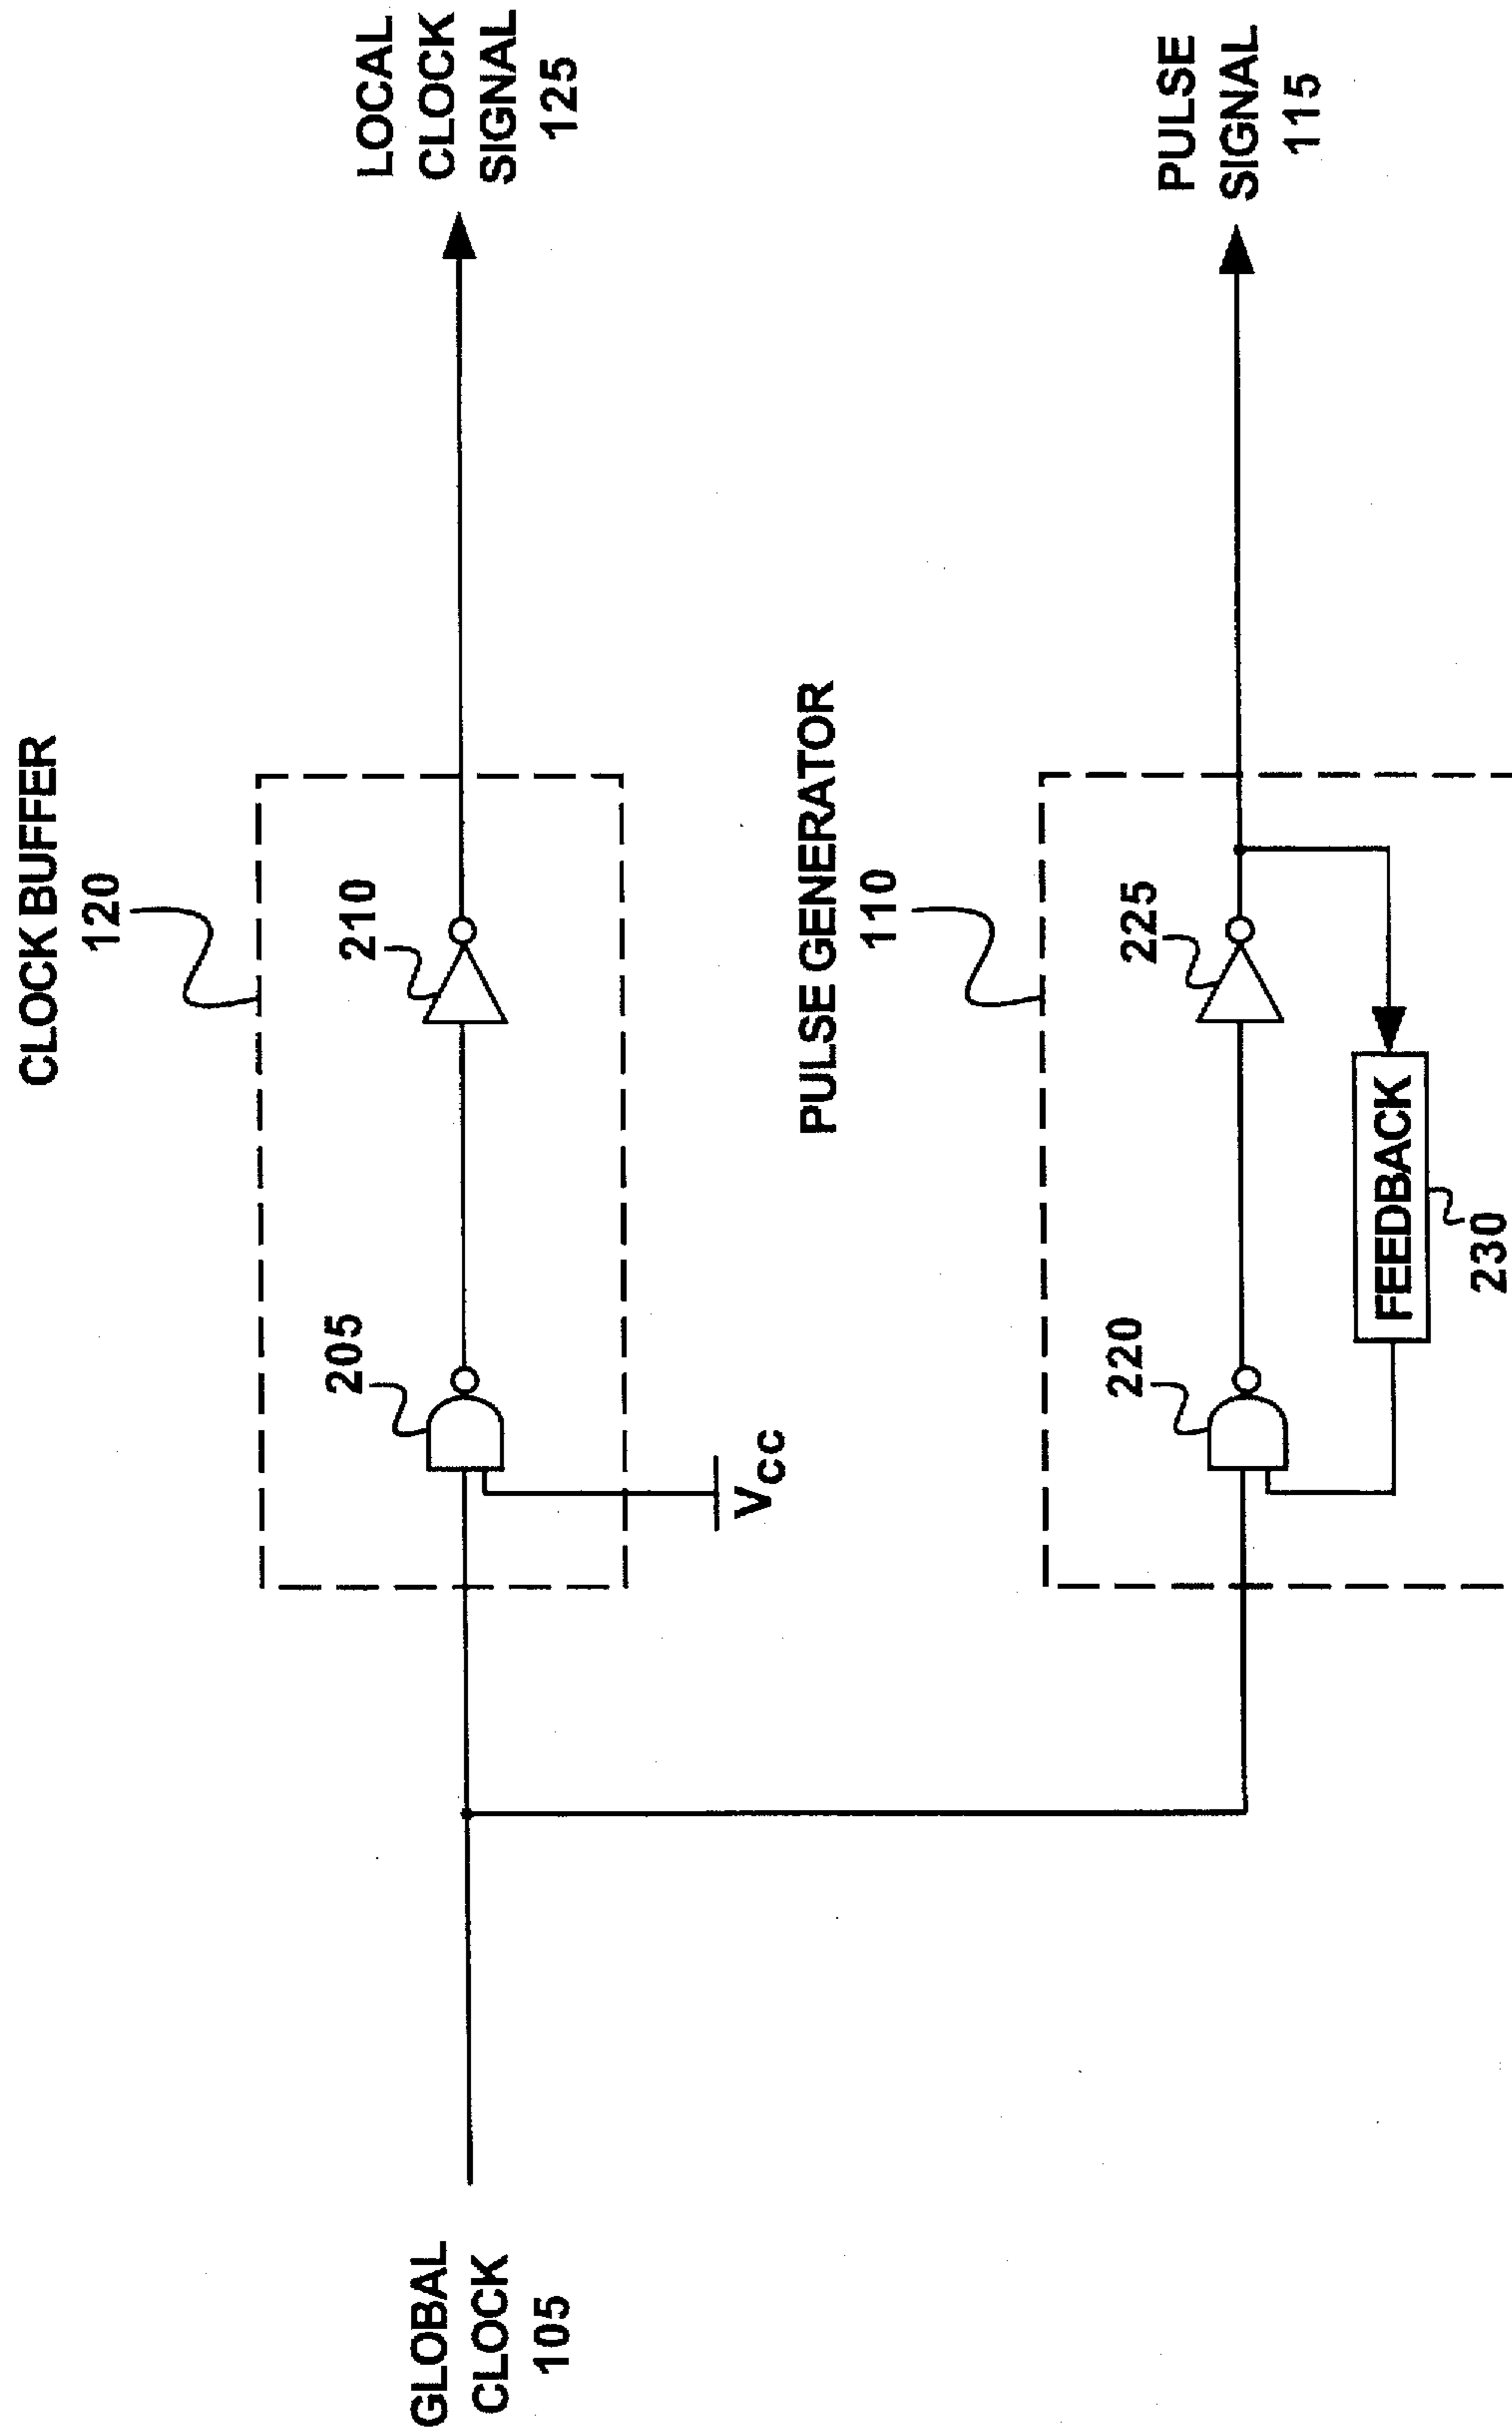 CLOCK BUFFER
120
205
210
LOCAL
CLOCK
SIGNAL
125
Vcc
GLOBAL
CLOCK
105
PULSE GENERATOR
110
220
225
PULSE
SIGNAL
115
FEEDBACK
230